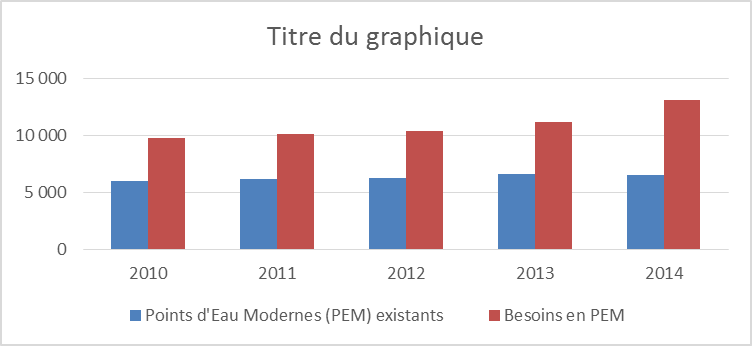 Titre du graphique
15 000
10 000
5 000
0
2010 2011 2012 2013 2014
Points d'Eau Modernes (PEM) existants Besoins en PEM